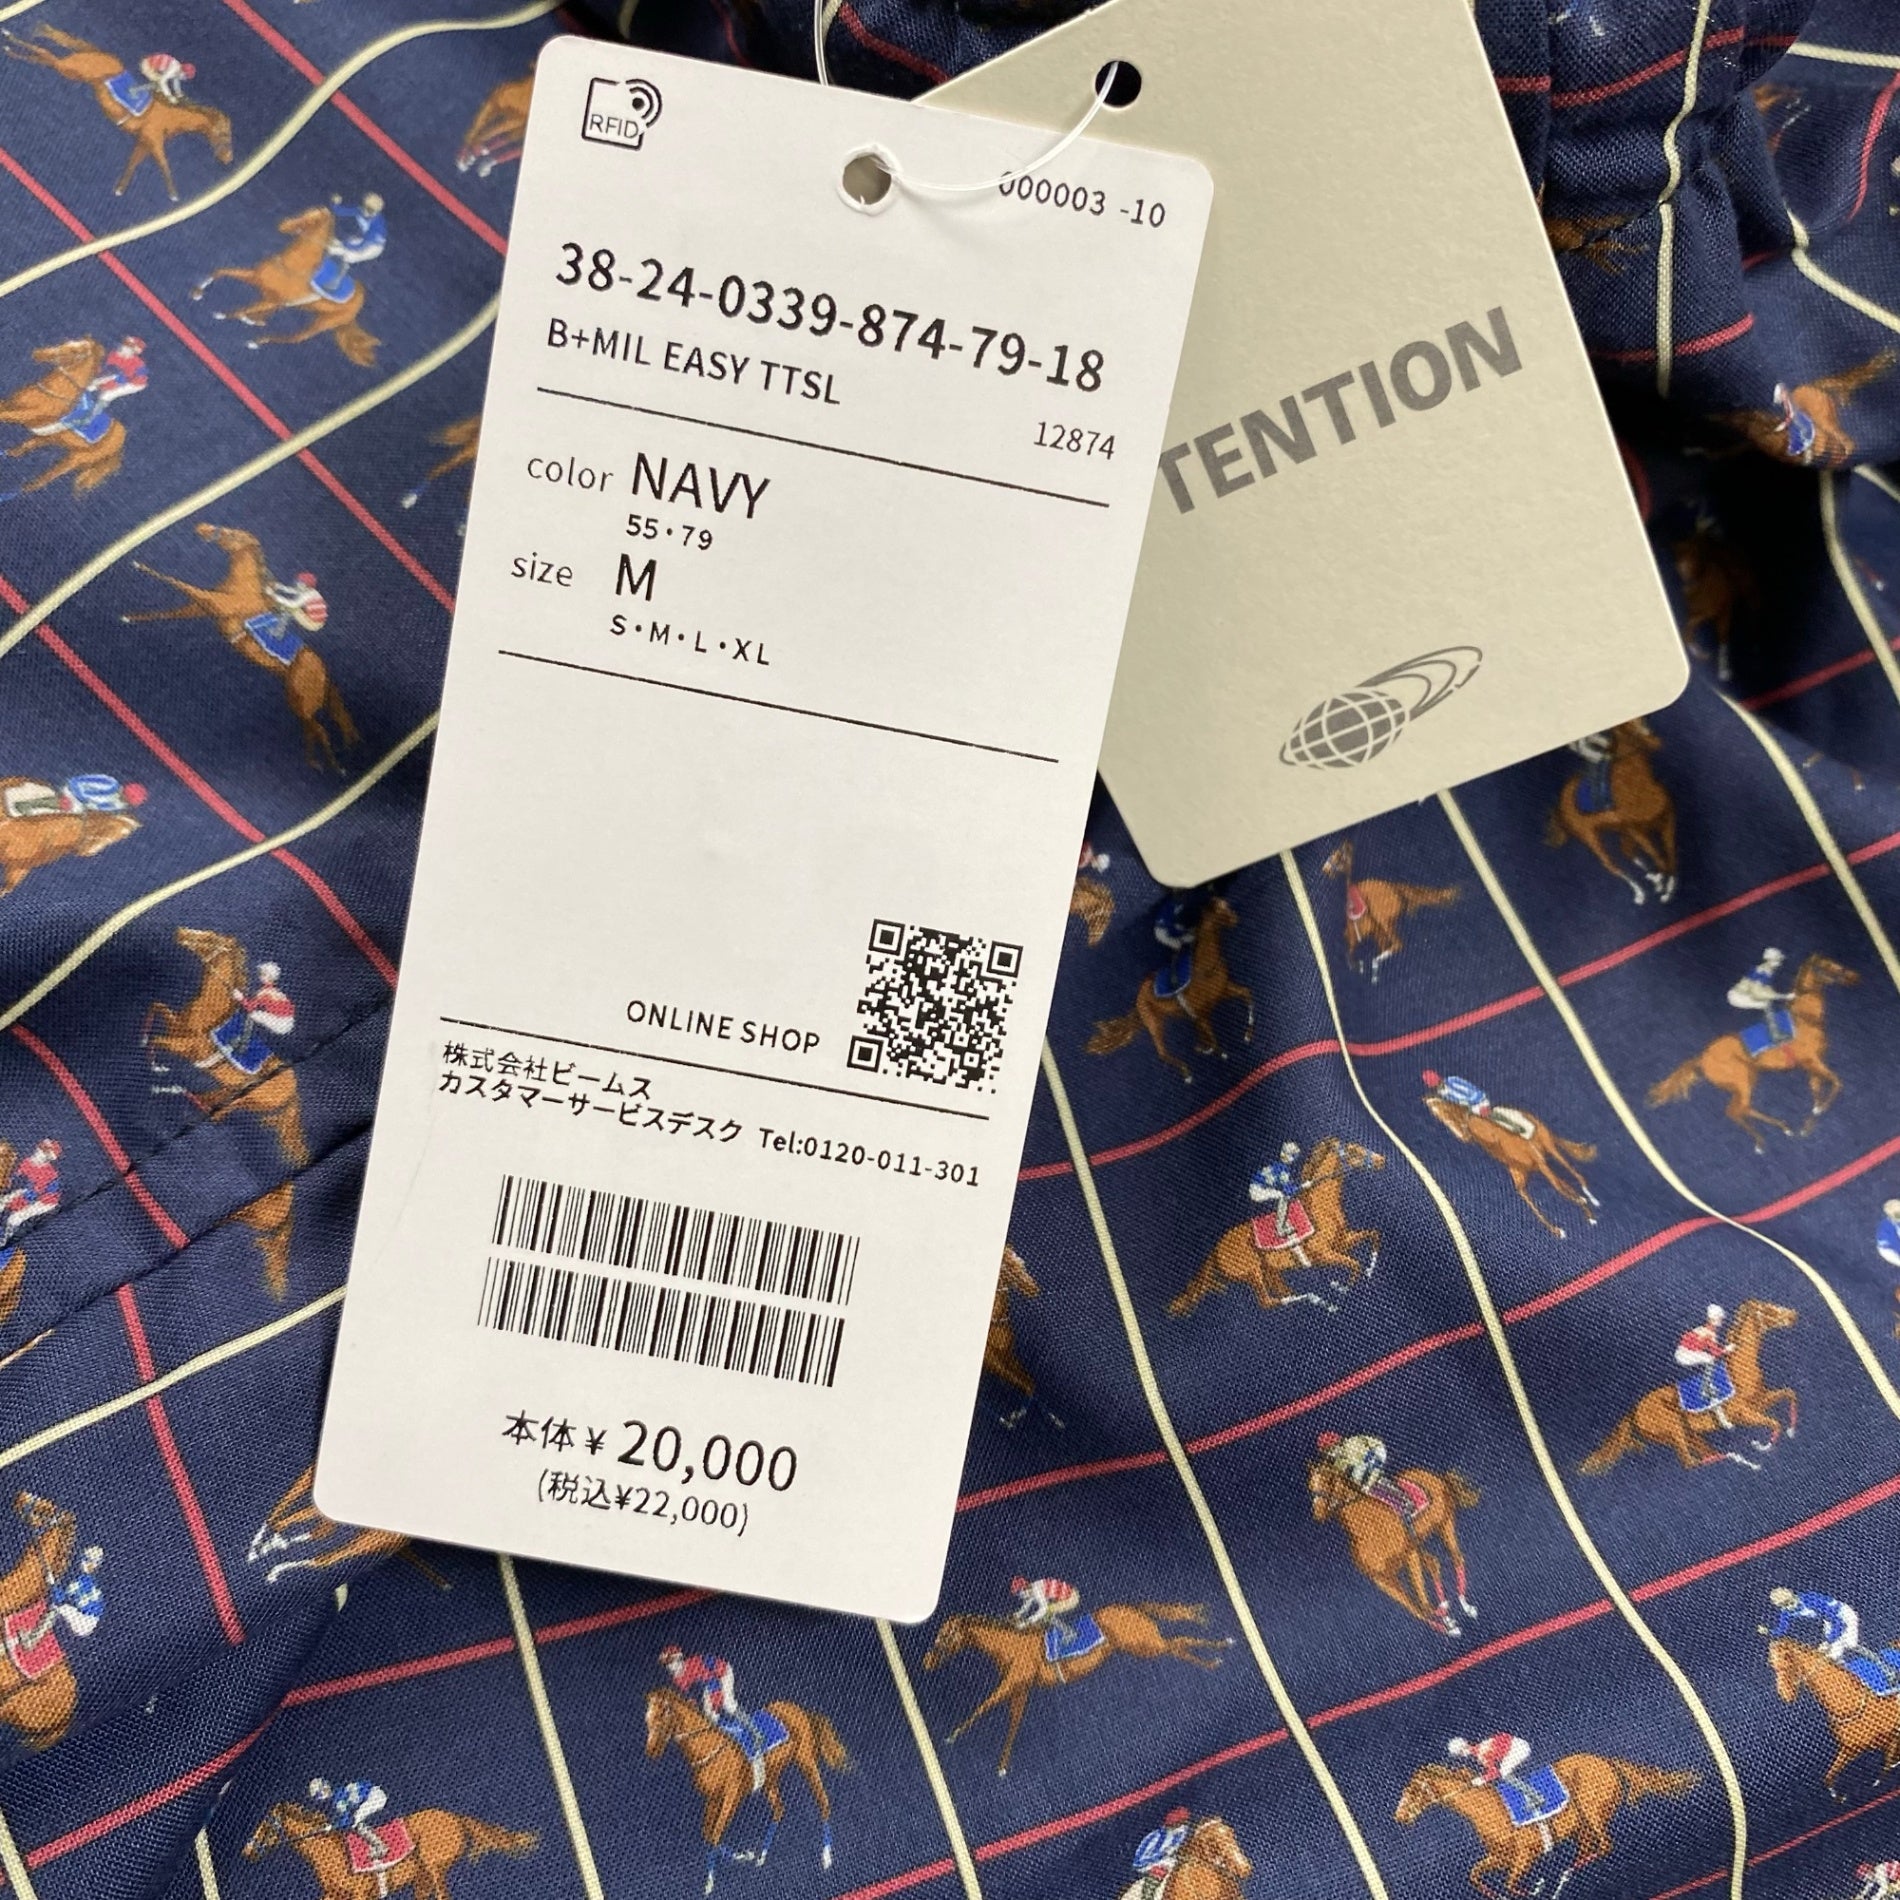 RFID
000003 -10
38-24-0339-874-79-18
B+MIL EASY TTSL
12874
color NAVY
55・79
size M
S・M・L・XL
ONLINE SHOP
株式会社ビームス
カスタマーサービスデスク Tel:0120-011-301
本体¥ 20,000
(税込¥22,000)
TENTION